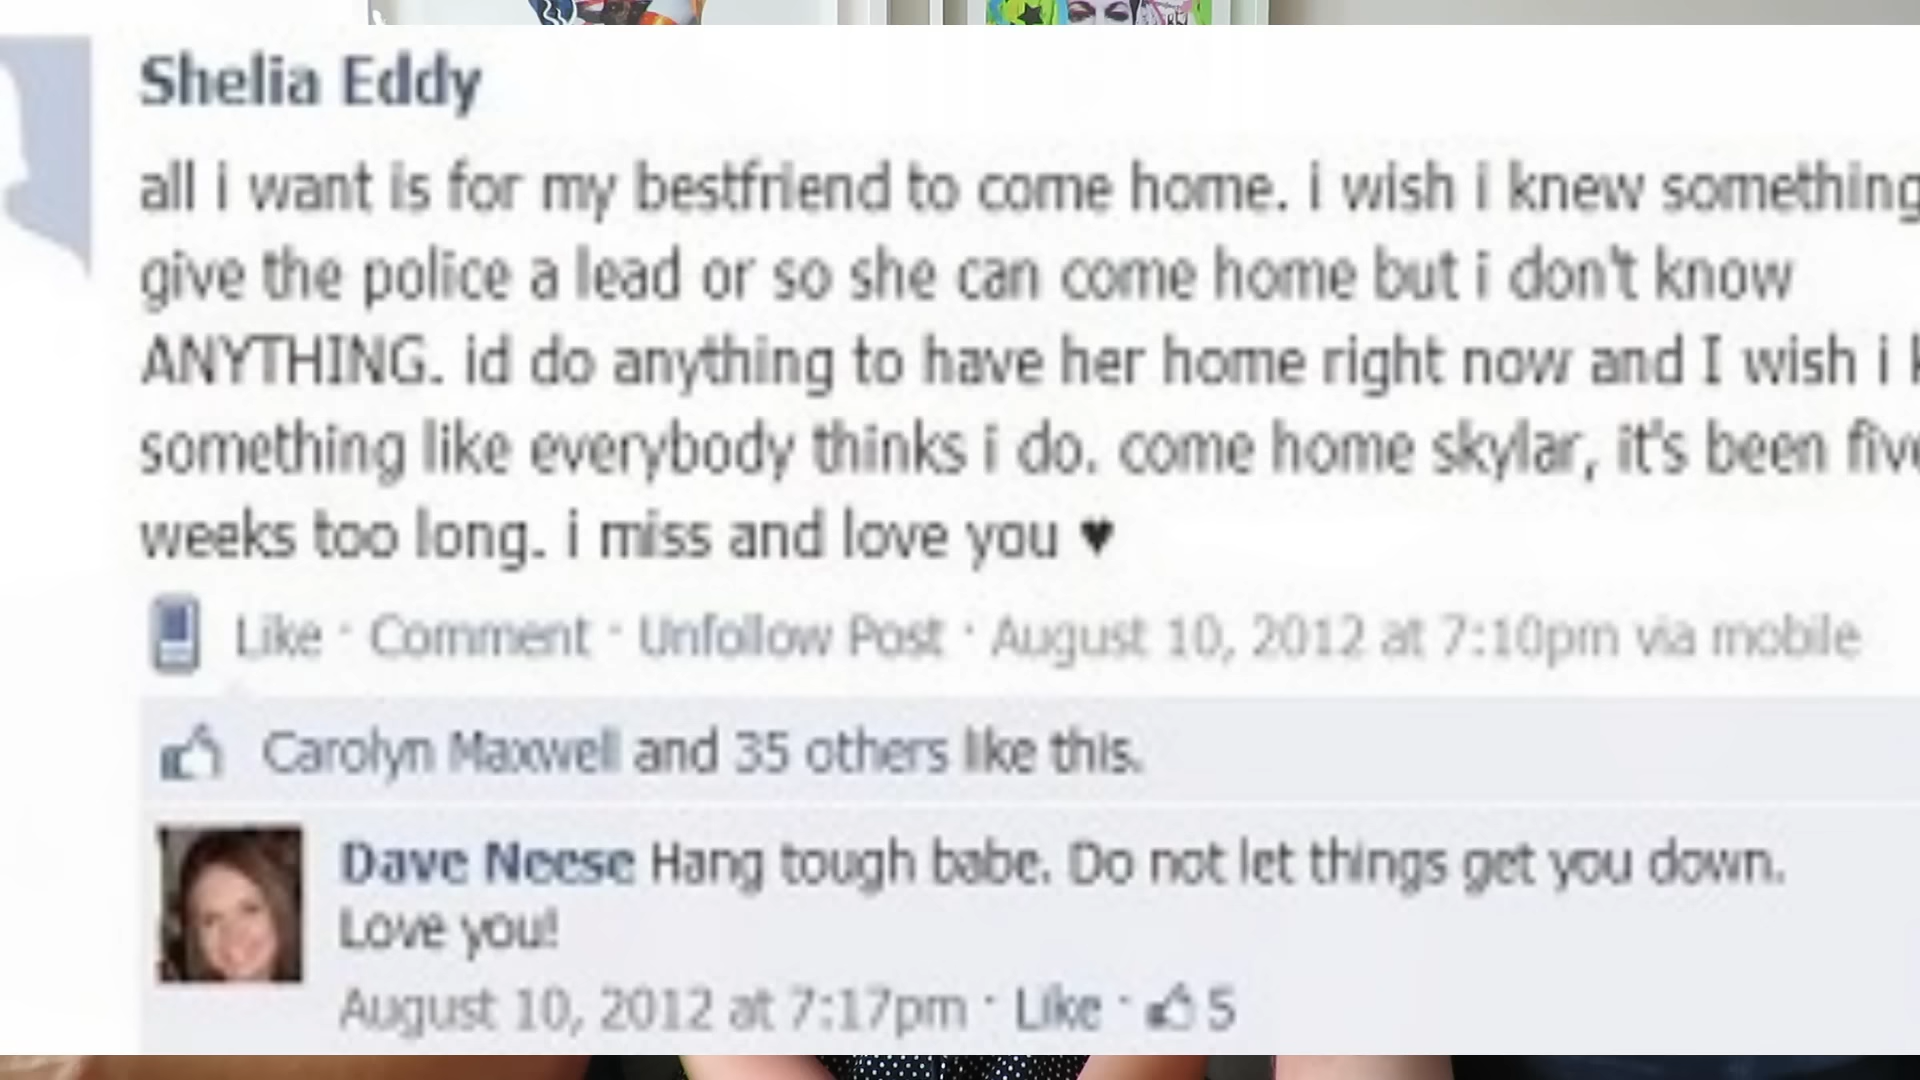 Shelia Eddy
all i want is for my bestfriend to come home. i wish i knew something
give the police a lead or so she can come home but i don't know
ANYTHING. id do anything to have her home right now and I wish i
something like everybody thinks i do. come home skylar, it's been five
weeks too long. i miss and love you ♥
Like · Comment · Unfollow Post · August 10, 2012 at 7:10pm via mobile
Carolyn Maxwell and 35 others like this.
Dave Neese Hang tough babe. Do not let things get you down.
Love you!
August 10, 2012 at 7:17pm · Like · 5